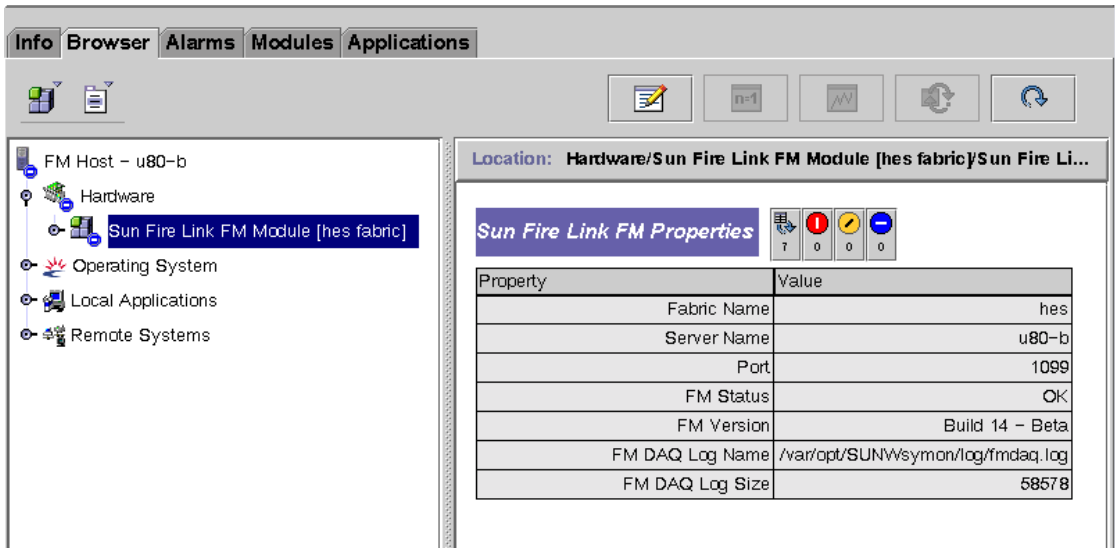 Info Browser Alarms Modules Applications
n=1
FM Host – u80-b
Hardware
Sun Fire Link FM Module [hes fabric]
Operating System
Local Applications
Remote Systems
Location: Hardware/Sun Fire Link FM Module [hes fabric]/Sun Fire Li...
Sun Fire Link FM Properties
7 0 0 0
Property Value
Fabric Name hes
Server Name u80-b
Port 1099
FM Status OK
FM Version Build 14 – Beta
FM DAQ Log Name /var/opt/SUNWsymon/log/fmdaq.log
FM DAQ Log Size 58578